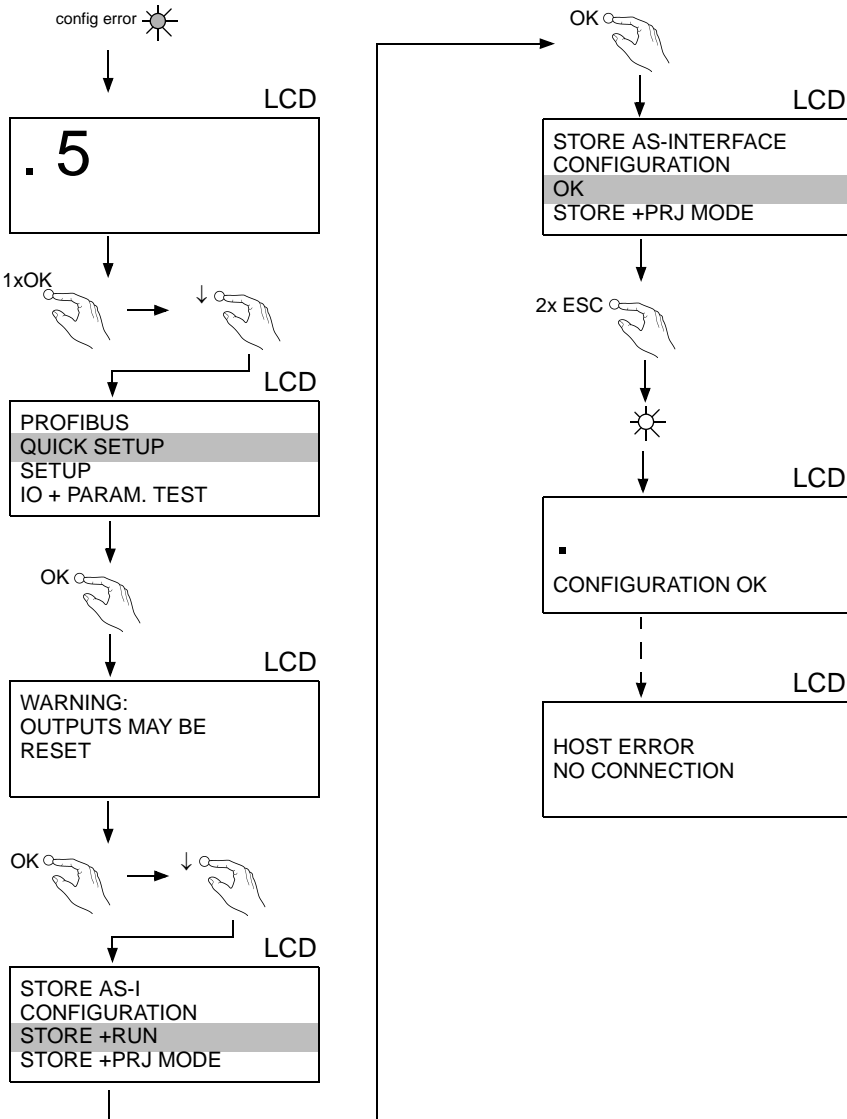 config error
LCD
. 5
1xOK
↓
LCD
PROFIBUS
QUICK SETUP
SETUP
IO + PARAM. TEST
OK
LCD
WARNING:
OUTPUTS MAY BE
RESET
OK
↓
LCD
STORE AS-I
CONFIGURATION
STORE +RUN
STORE +PRJ MODE
OK
LCD
STORE AS-INTERFACE
CONFIGURATION
OK
STORE +PRJ MODE
2x ESC
LCD
.
CONFIGURATION OK
LCD
HOST ERROR
NO CONNECTION